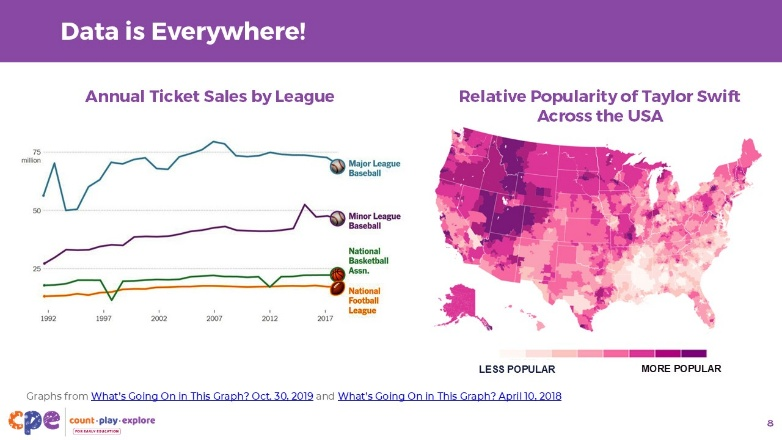 Data is Everywhere!
Annual Ticket Sales by League
75
million
50
25
1992
1997
2002
2007
2012
2017
Major League
Baseball
Minor League
Baseball
National
Basketball
Assn.
National
Football
League
Relative Popularity of Taylor Swift
Across the USA
LESS POPULAR
MORE POPULAR
Graphs from What's Going On in This Graph? Oct. 30, 2019 and What's Going On in This Graph? April 10, 2018
cpe
count · play · explore
FOR EARLY EDUCATION
8